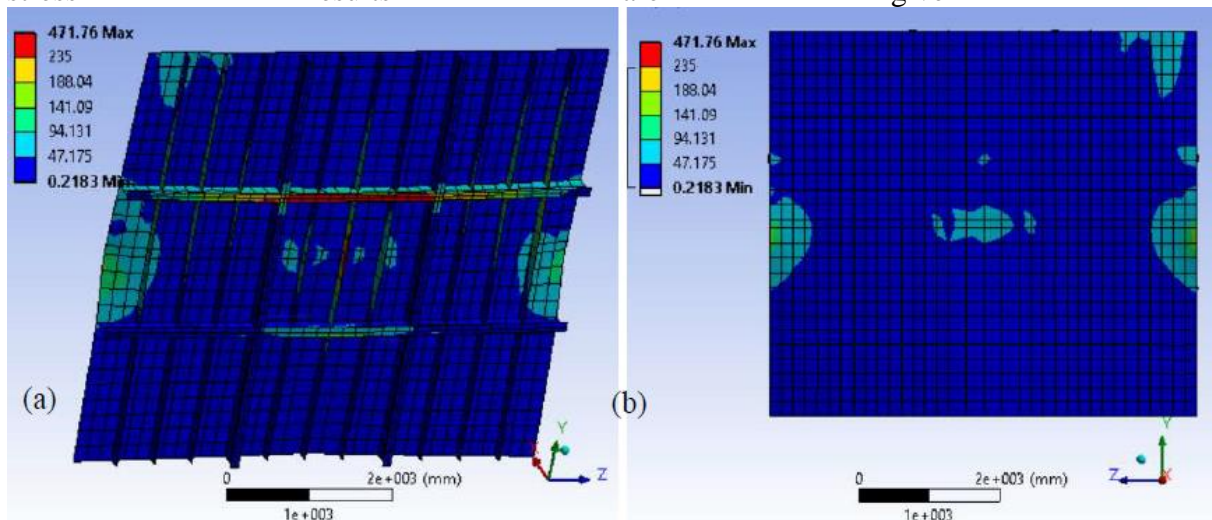 471.76 Max
235
188.04
141.09
94.131
47.175
0.2183 Min
(a)
Y
X
Z
0
2e+003 (mm)
1e+003
471.76 Max
235
188.04
141.09
94.131
47.175
0.2183 Min
(b)
Y
Z
X
0
2e+003 (mm)
1e+003